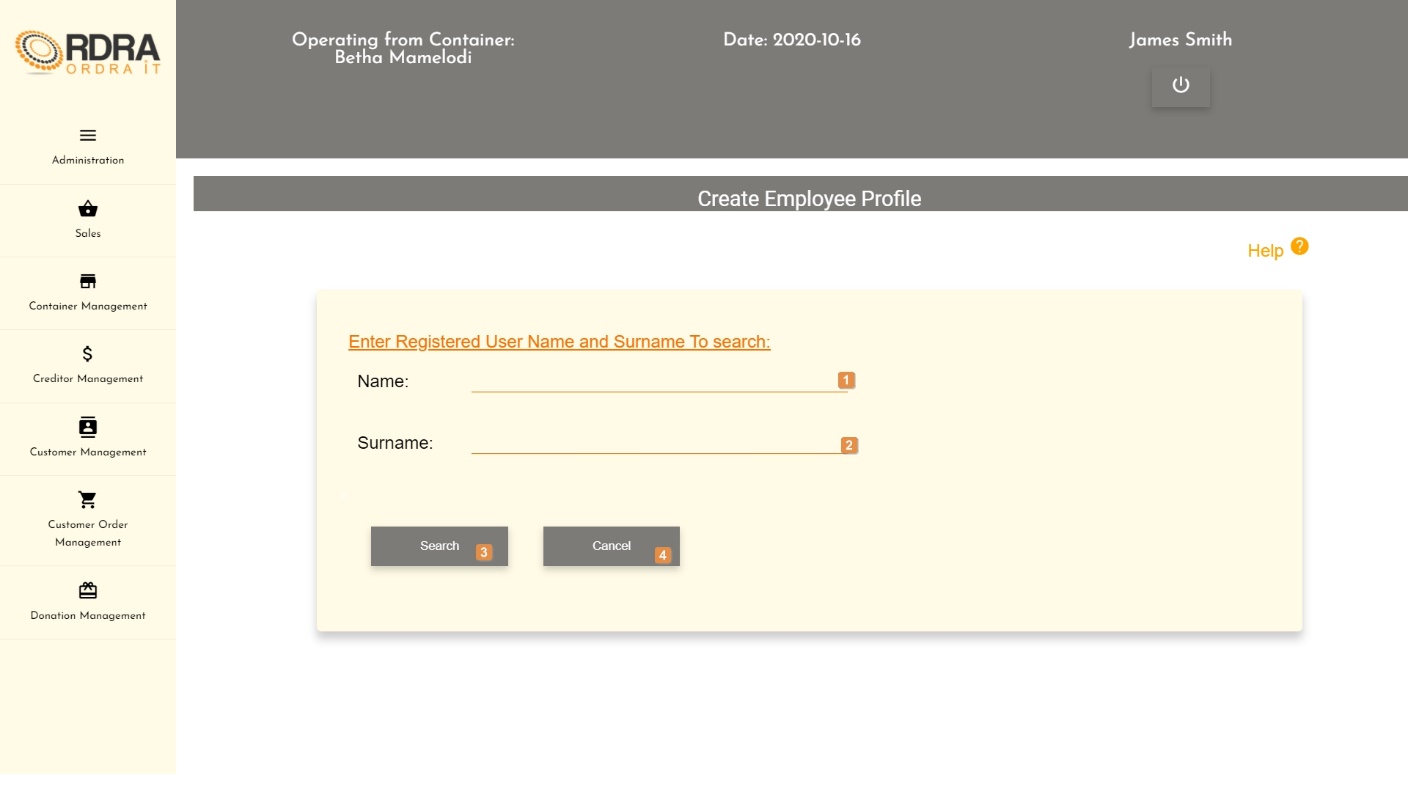 RDRA
ORDRA IT
Operating from Container:
Betha Mamelodi
Date: 2020-10-16
James Smith
Administration
Sales
Container Management
Creditor Management
Customer Management
Customer Order
Management
Donation Management
Create Employee Profile
Help ?
Enter Registered User Name and Surname To search:
Name: 1
Surname: 2
Search 3 Cancel 4